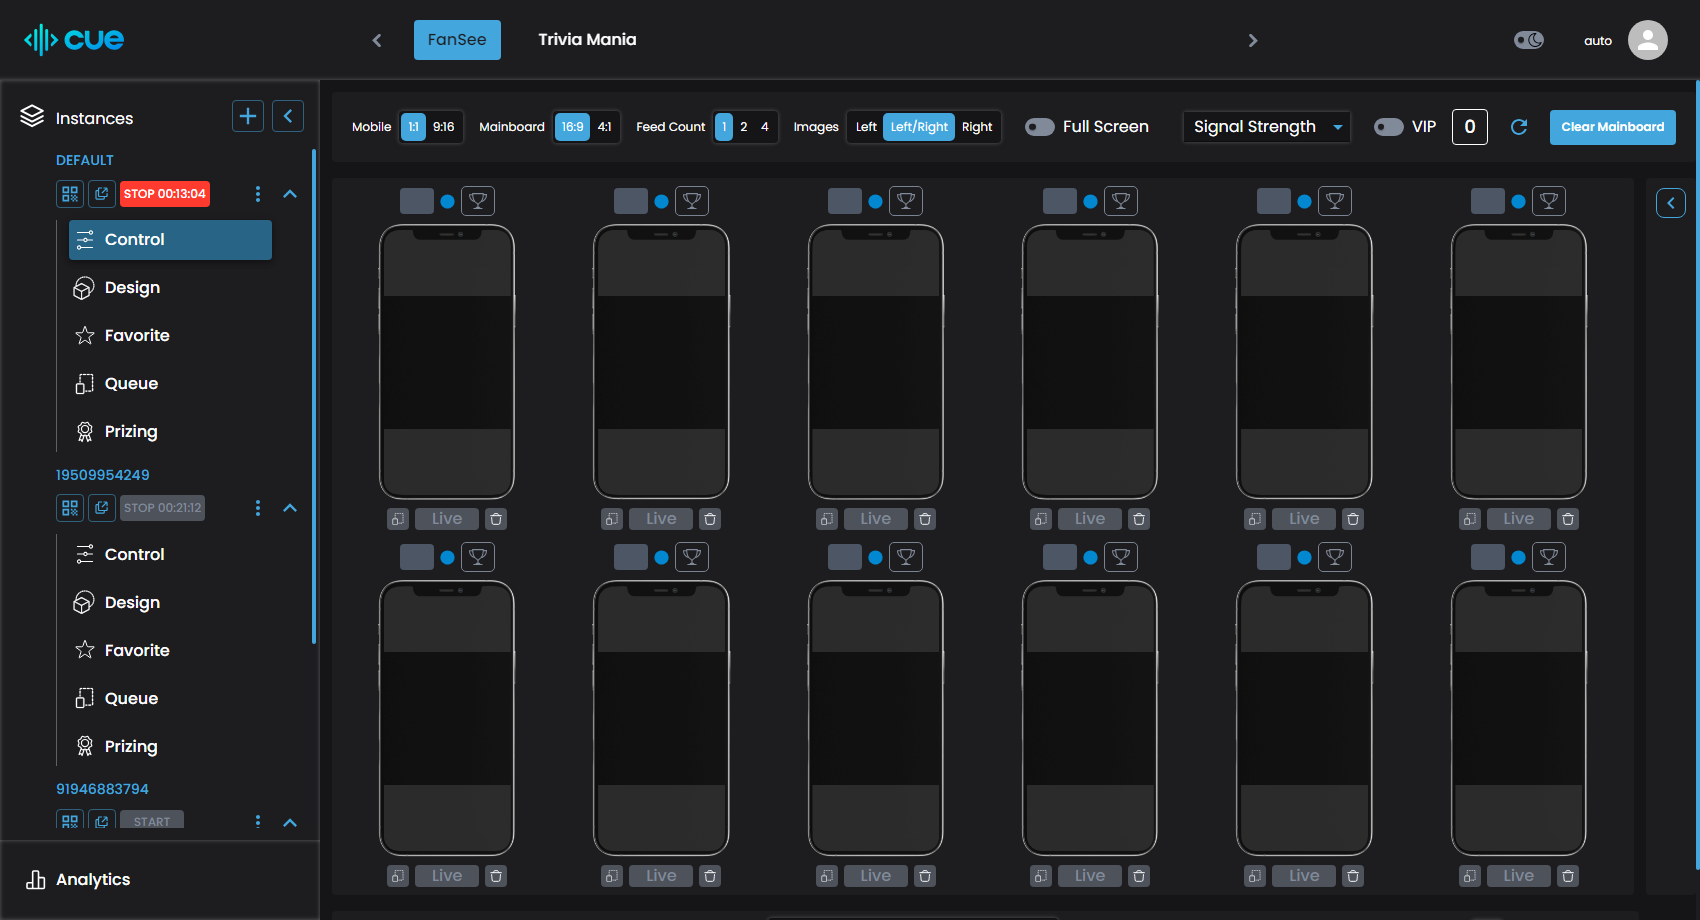 cue
FanSee
Trivia Mania
auto
Instances
DEFAULT
STOP 00:13:04
Control
Design
Favorite
Queue
Prizing
19509954249
STOP 00:21:12
Control
Design
Favorite
Queue
Prizing
91946883794
START
Analytics
Mobile 1:1 9:16 Mainboard 16:9 4:1 Feed Count 1 2 4 Images Left Left/Right Right Full Screen Signal Strength VIP 0 Clear Mainboard
Live Live Live Live Live Live
Live Live Live Live Live Live